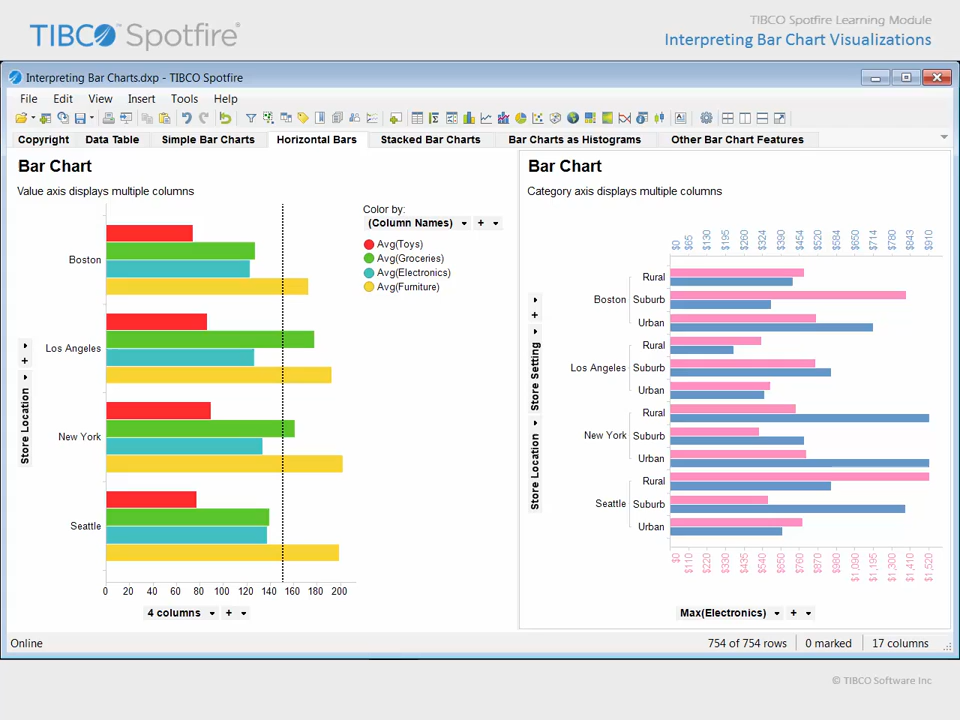 TIBCO Spotfire®
TIBCO Spotfire Learning Module
Interpreting Bar Chart Visualizations
Interpreting Bar Charts.dxp - TIBCO Spotfire
File Edit View Insert Tools Help
Copyright Data Table Simple Bar Charts Horizontal Bars Stacked Bar Charts Bar Charts as Histograms Other Bar Chart Features
Bar Chart
Value axis displays multiple columns
Color by:
(Column Names) +
Avg(Toys)
Avg(Groceries)
Avg(Electronics)
Avg(Furniture)
Boston
Los Angeles
New York
Seattle
+
Store Location
0 20 40 60 80 100 120 140 160 180 200
4 columns +
Bar Chart
Category axis displays multiple columns
$0 $65 $130 $195 $260 $324 $390 $454 $520 $584 $650 $714 $780 $843 $910
Boston
Rural
Suburb
Urban
Los Angeles
Rural
Suburb
Urban
New York
Rural
Suburb
Urban
Seattle
Rural
Suburb
Urban
+
Store Setting
Store Location
$0 $110 $220 $330 $435 $540 $650 $760 $870 $980 $1,090 $1,195 $1,300 $1,410 $1,520
Max(Electronics) +
Online
754 of 754 rows 0 marked 17 columns
© TIBCO Software Inc